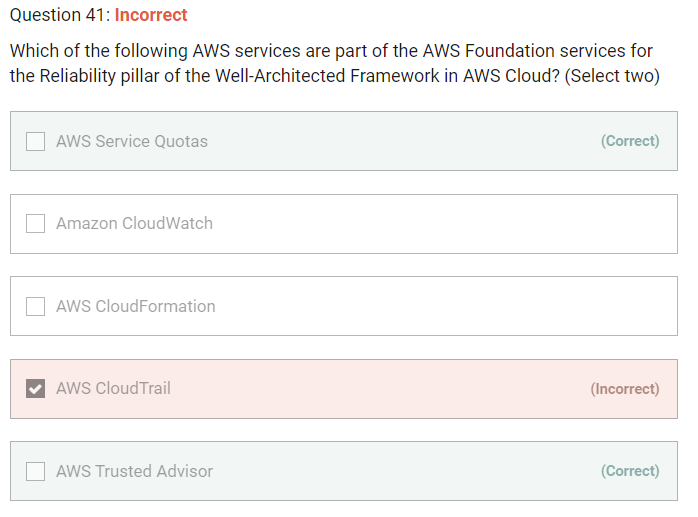 Question 41: Incorrect
Which of the following AWS services are part of the AWS Foundation services for
the Reliability pillar of the Well-Architected Framework in AWS Cloud? (Select two)
AWS Service Quotas (Correct)
Amazon CloudWatch
AWS CloudFormation
AWS CloudTrail (Incorrect)
AWS Trusted Advisor (Correct)